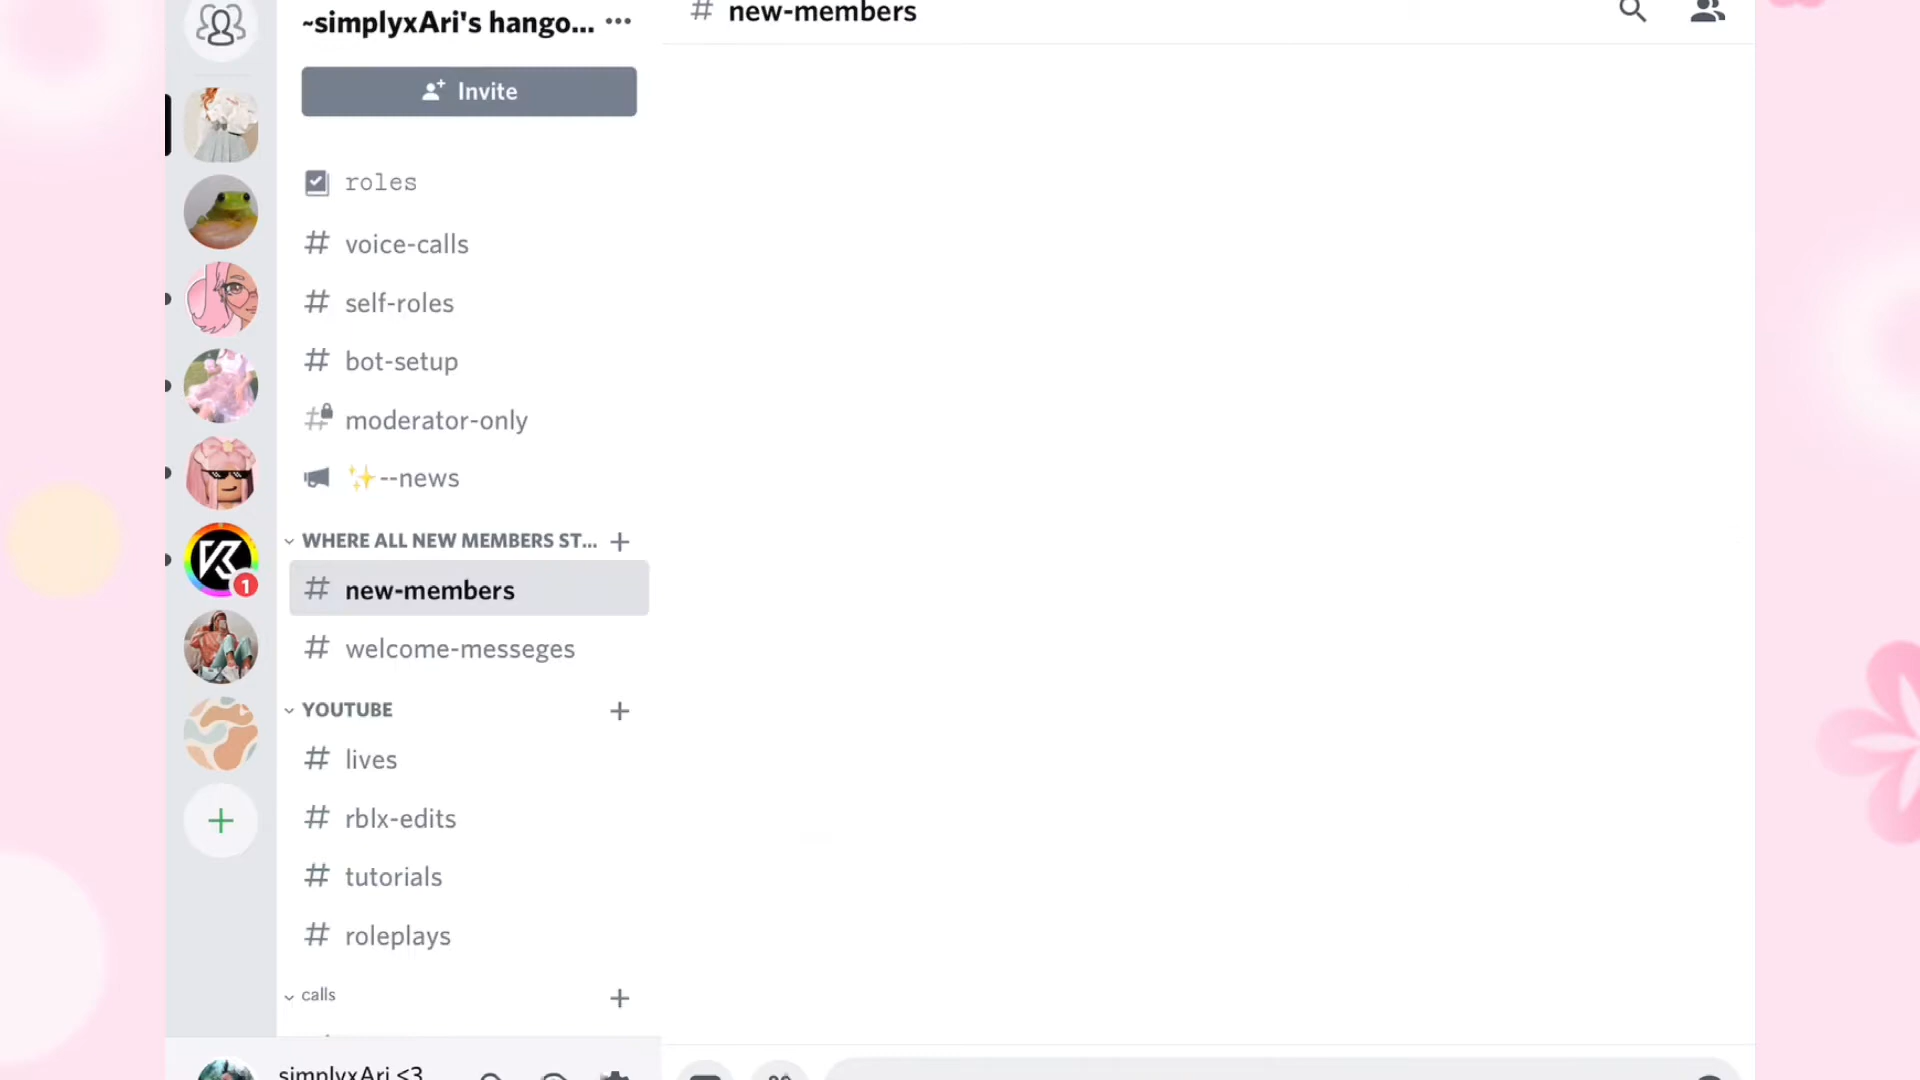 ~simplyxAri's hango...
# new-members
Invite
roles
# voice-calls
# self-roles
# bot-setup
# moderator-only
✨--news
WHERE ALL NEW MEMBERS ST...
# new-members
# welcome-messeges
YOUTUBE
# lives
# rblx-edits
# tutorials
# roleplays
calls
simplyxAri <3
1